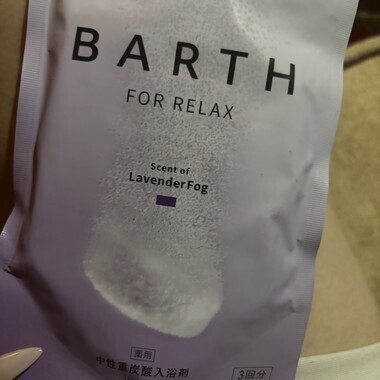 BARTH
FOR RELAX
Scent of
LavenderFog
薬用
中性重炭酸入浴剤
3回分